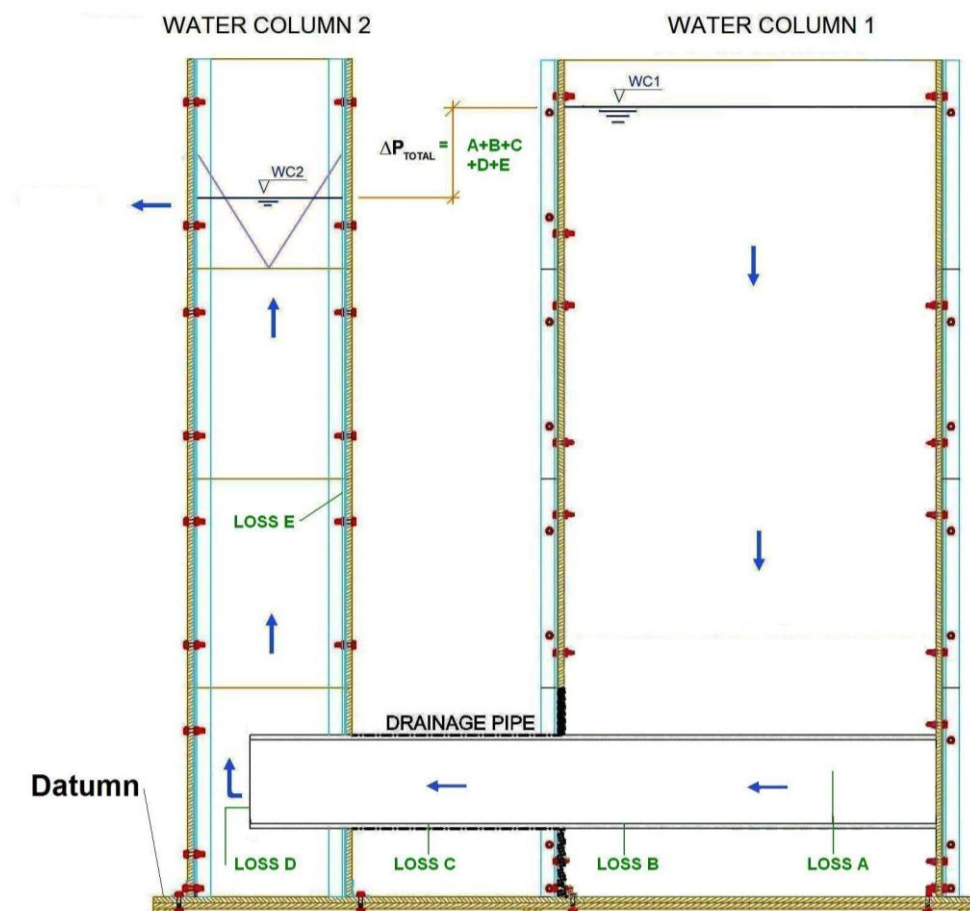 WATER COLUMN 2
WATER COLUMN 1
WC1
ΔP TOTAL = A+B+C
+D+E
WC2
LOSS E
DRAINAGE PIPE
Datumn
LOSS D
LOSS C
LOSS B
LOSS A